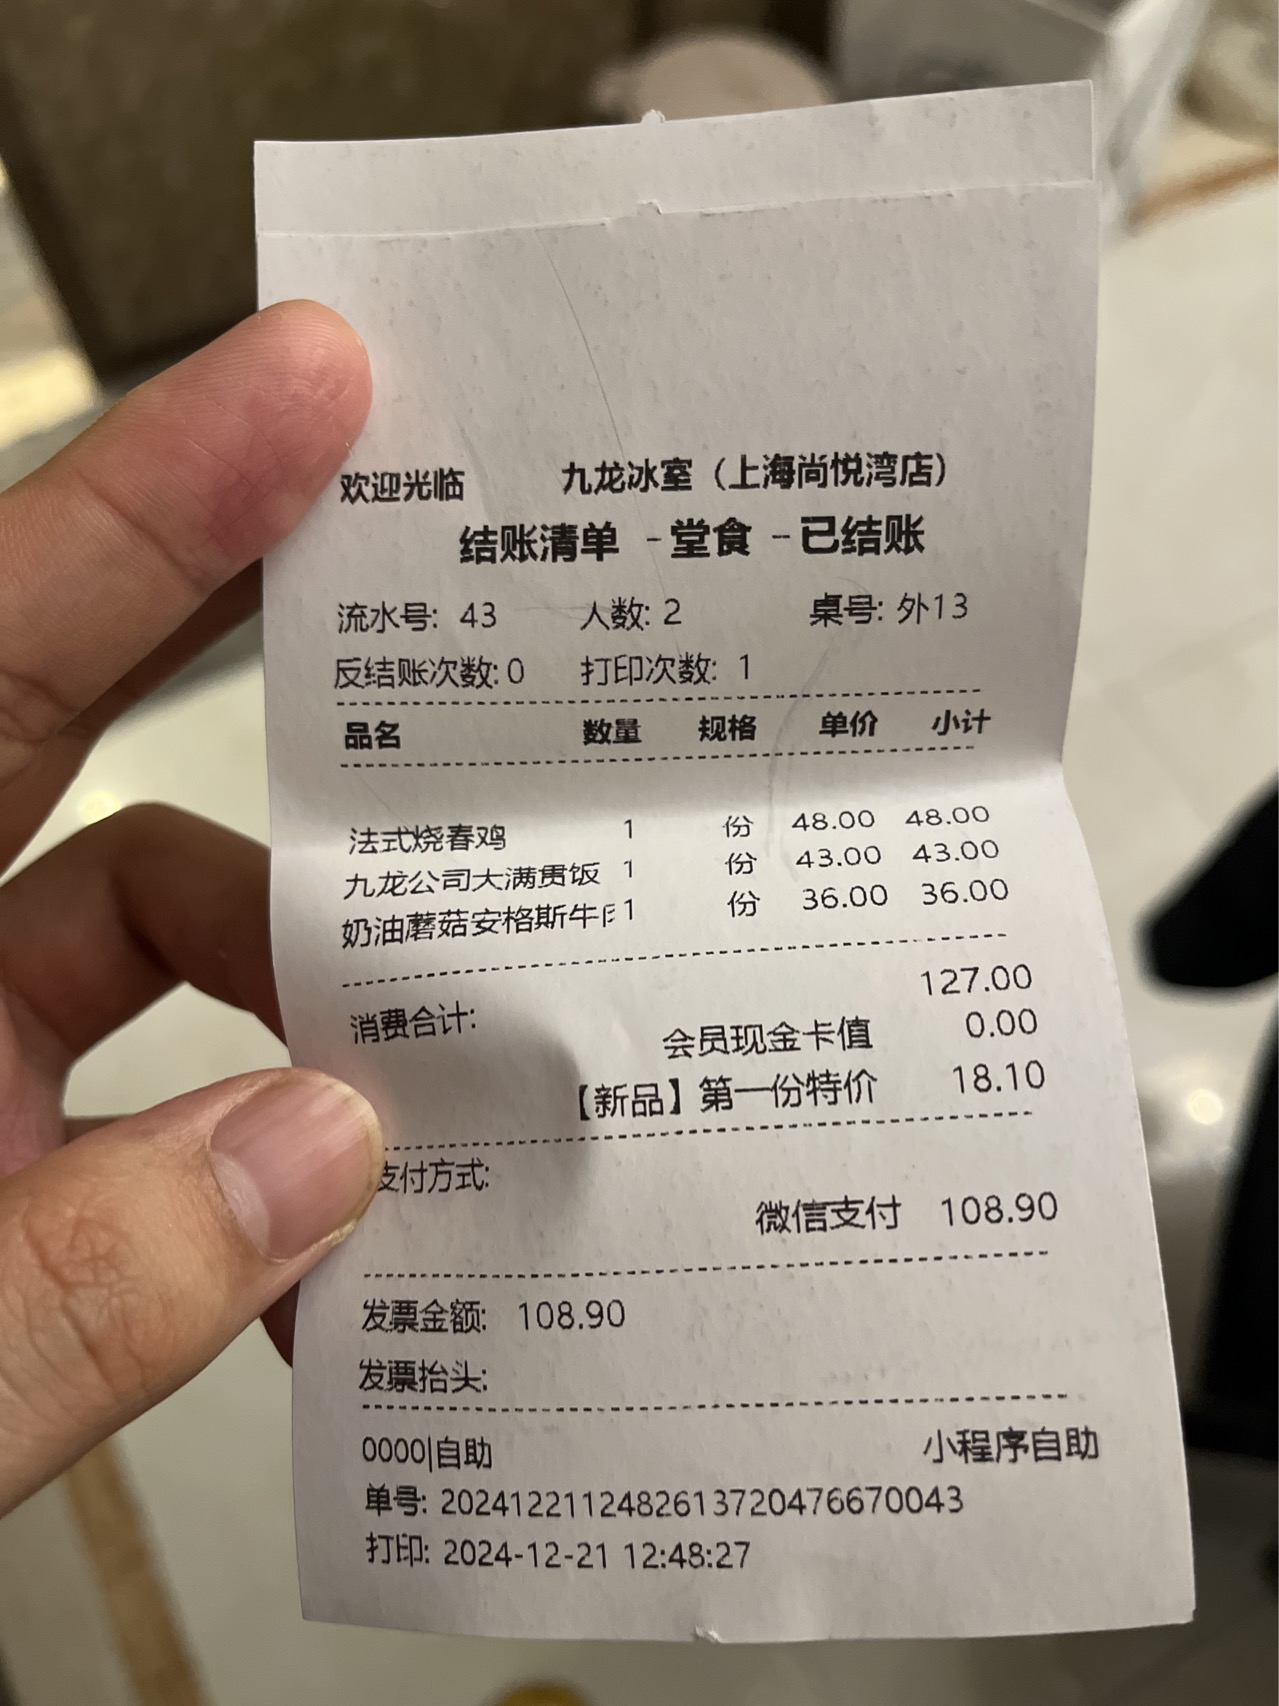 欢迎光临 九龙冰室（上海尚悦湾店）
结账清单 - 堂食 - 已结账
流水号: 43 人数: 2 桌号: 外13
反结账次数: 0 打印次数: 1
品名 数量 规格 单价 小计
法式烧春鸡 1 份 48.00 48.00
九龙公司大满贯饭 1 份 43.00 43.00
奶油蘑菇安格斯牛 1 份 36.00 36.00
消费合计: 127.00
会员现金卡值 0.00
【新品】第一份特价 18.10
支付方式:
微信支付 108.90
发票金额: 108.90
发票抬头:
0000|自助 小程序自助
单号: 20241221124826137204766700​43
打印: 2024-12-21 12:48:27